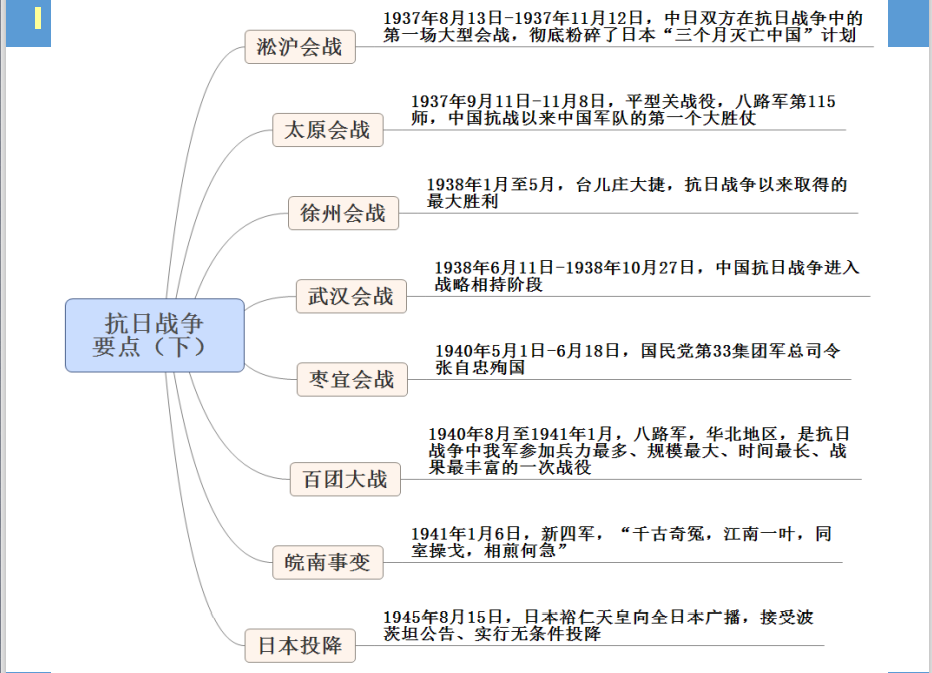 1937年8月13日-1937年11月12日，中日双方在抗日战争中的
第一场大型会战，彻底粉碎了日本“三个月灭亡中国”计划
淞沪会战
1937年9月11日-11月8日，平型关战役，八路军第115
师，中国抗战以来中国军队的第一个大胜仗
太原会战
1938年1月至5月，台儿庄大捷，抗日战争以来取得的
最大胜利
徐州会战
1938年6月11日-1938年10月27日，中国抗日战争进入
战略相持阶段
武汉会战
抗日战争
要点（下）
1940年5月1日-6月18日，国民党第33集团军总司令
张自忠殉国
枣宜会战
1940年8月至1941年1月，八路军，华北地区，是抗日
战争中我军参加兵力最多、规模最大、时间最长、战
果最丰富的一次战役
百团大战
1941年1月6日，新四军，“千古奇冤，江南一叶，同
室操戈，相煎何急”
皖南事变
1945年8月15日，日本裕仁天皇向全日本广播，接受波
茨坦公告、实行无条件投降
日本投降